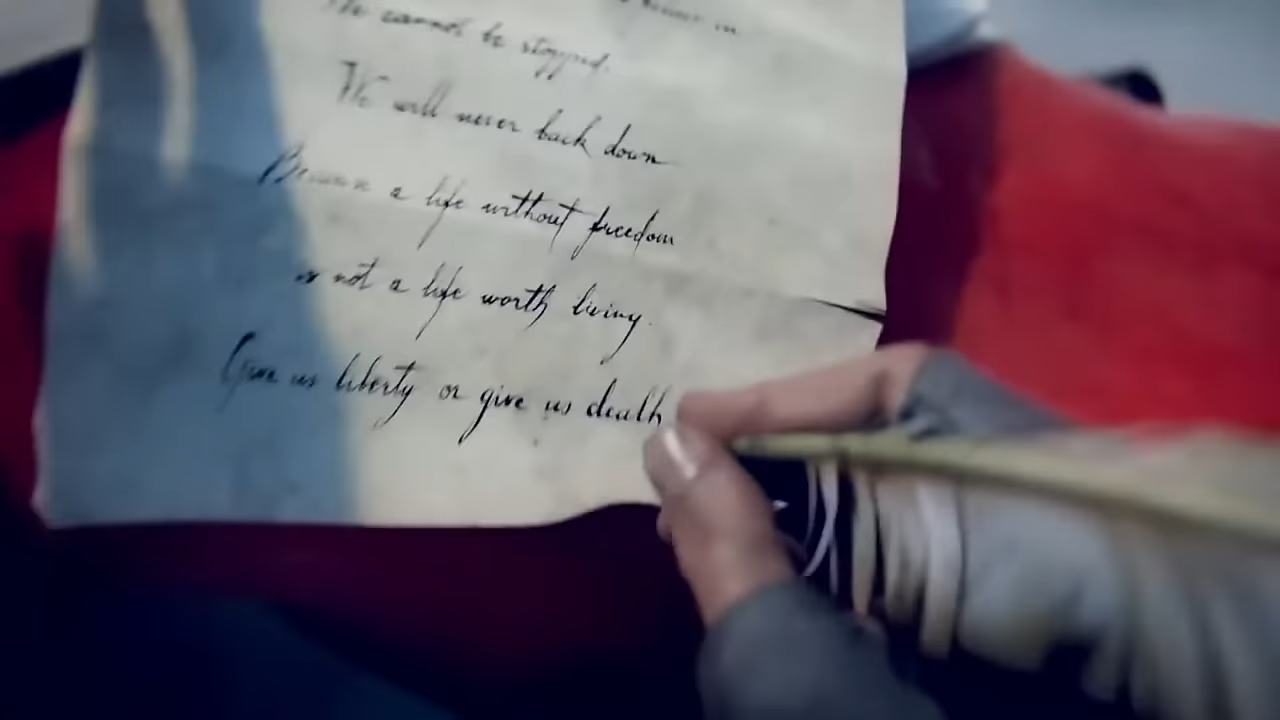 We cannot be stopped.
We will never back down
Because a life without freedom
is not a life worth living.
Give us liberty or give us death